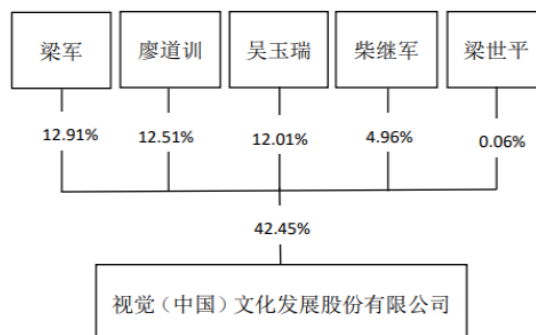 梁军 廖道训 吴玉瑞 柴继军 梁世平
12.91% 12.51% 12.01% 4.96% 0.06%
42.45%
视觉（中国）文化发展股份有限公司